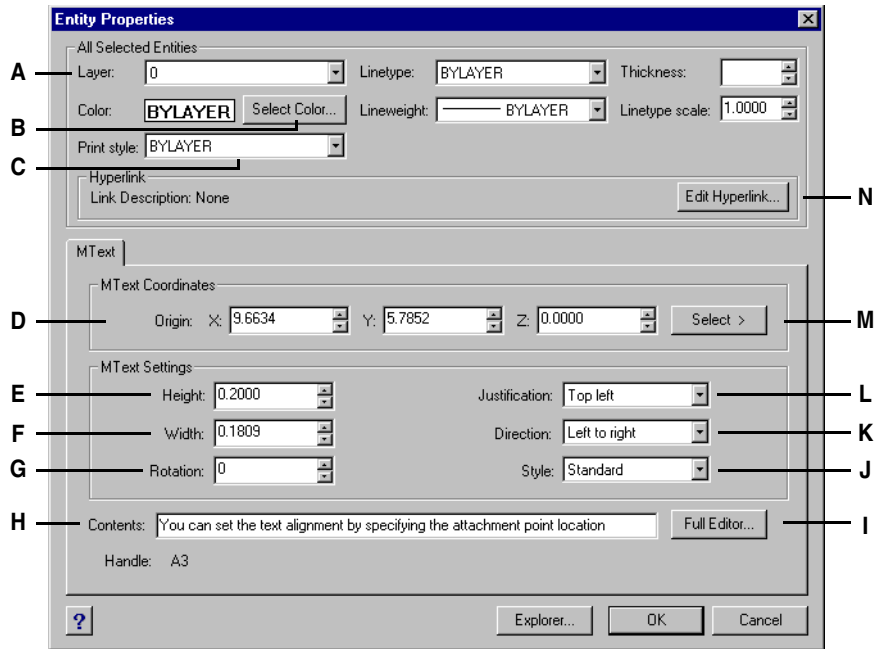 Entity Properties
All Selected Entities
A Layer: 0 Linetype: BYLAYER Thickness:
Color: BYLAYER Select Color... Lineweight: BYLAYER Linetype scale: 1.0000
B
Print style: BYLAYER
C
Hyperlink
Link Description: None Edit Hyperlink... N
MText
MText Coordinates
D Origin: X: 9.6634 Y: 5.7852 Z: 0.0000 Select > M
MText Settings
E Height: 0.2000 Justification: Top left L
F Width: 0.1809 Direction: Left to right K
G Rotation: 0 Style: Standard J
H Contents: You can set the text alignment by specifying the attachment point location Full Editor... I
Handle: A3
? Explorer... OK Cancel